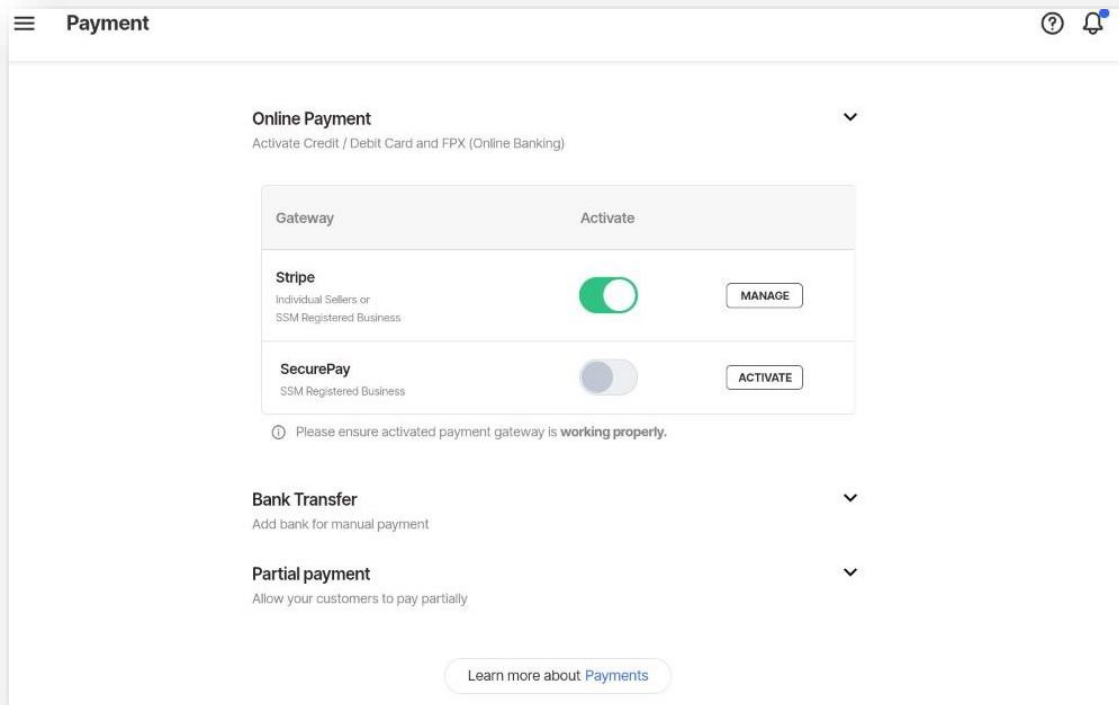 Payment
Online Payment
Activate Credit / Debit Card and FPX (Online Banking)
Gateway Activate
Stripe
Individual Sellers or
SSM Registered Business
MANAGE
SecurePay
SSM Registered Business
ACTIVATE
Please ensure activated payment gateway is working properly.
Bank Transfer
Add bank for manual payment
Partial payment
Allow your customers to pay partially
Learn more about Payments